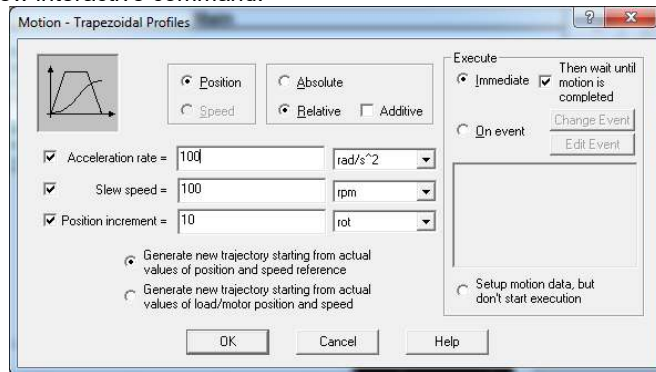 Motion - Trapezoidal Profiles
Position
Speed
Absolute
Relative
Additive
Acceleration rate = 100 rad/s^2
Slew speed = 100 rpm
Position increment = 10 rot
Generate new trajectory starting from actual
values of position and speed reference
Generate new trajectory starting from actual
values of load/motor position and speed
Execute
Immediate
Then wait until
motion is
completed
On event
Change Event
Edit Event
Setup motion data, but
don't start execution
OK
Cancel
Help